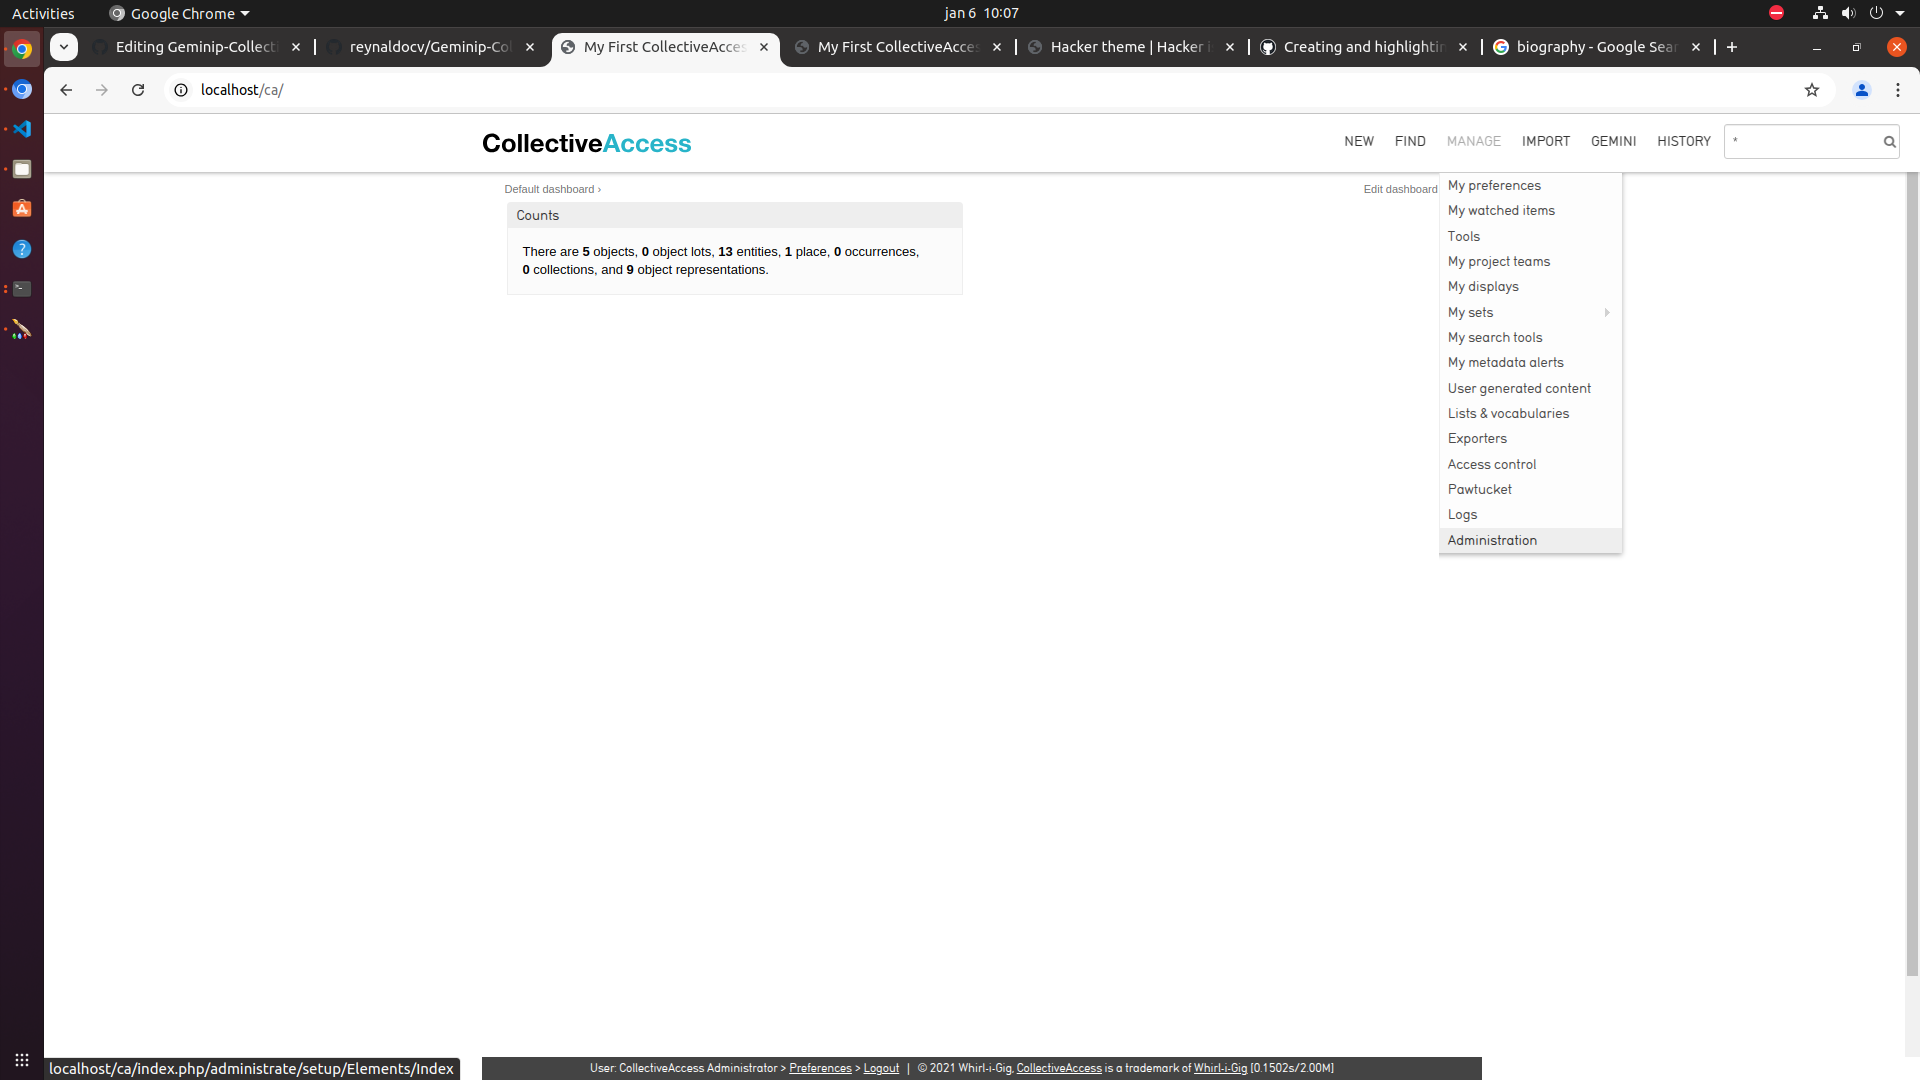 Activities
Google Chrome
jan 6 10:07
Editing Geminip-Collecti
reynaldocv/Geminip-Col
My First CollectiveAcces
My First CollectiveAcces
Hacker theme | Hacker i
Creating and highlightin
biography - Google Sear
localhost/ca/
CollectiveAccess
NEW
FIND
MANAGE
IMPORT
GEMINI
HISTORY
*
Default dashboard ›
Edit dashboard
Counts
There are 5 objects, 0 object lots, 13 entities, 1 place, 0 occurrences,
0 collections, and 9 object representations.
My preferences
My watched items
Tools
My project teams
My displays
My sets
My search tools
My metadata alerts
User generated content
Lists & vocabularies
Exporters
Access control
Pawtucket
Logs
Administration
localhost/ca/index.php/administrate/setup/Elements/Index
User: CollectiveAccess Administrator > Preferences > Logout | © 2021 Whirl-i-Gig, CollectiveAccess is a trademark of Whirl-i-Gig [0.1502s/2.00M]